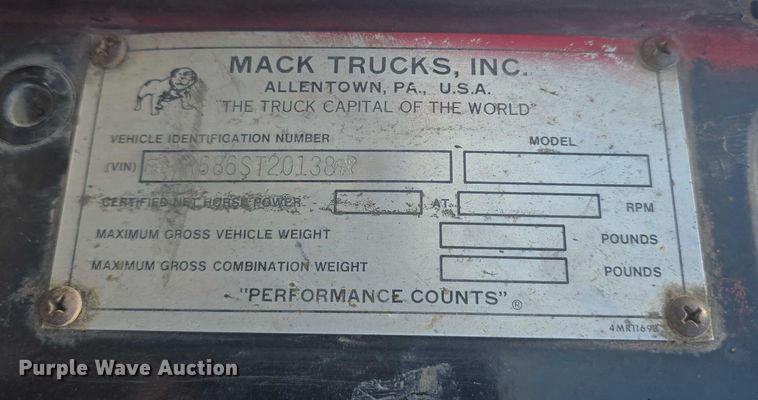 MACK TRUCKS, INC.
ALLENTOWN, PA., U.S.A.
"THE TRUCK CAPITAL OF THE WORLD"
VEHICLE IDENTIFICATION NUMBER MODEL
(VIN)
CERTIFIED NET HORSE POWER AT RPM
MAXIMUM GROSS VEHICLE WEIGHT POUNDS
MAXIMUM GROSS COMBINATION WEIGHT POUNDS
"PERFORMANCE COUNTS" ®
Purple Wave Auction